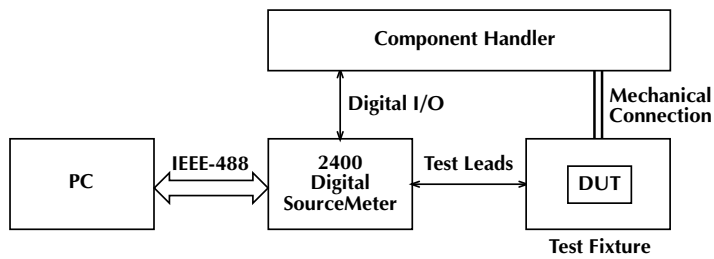 Component Handler
Digital I/O
Mechanical
Connection
PC
IEEE-488
2400
Digital
SourceMeter
Test Leads
DUT
Test Fixture